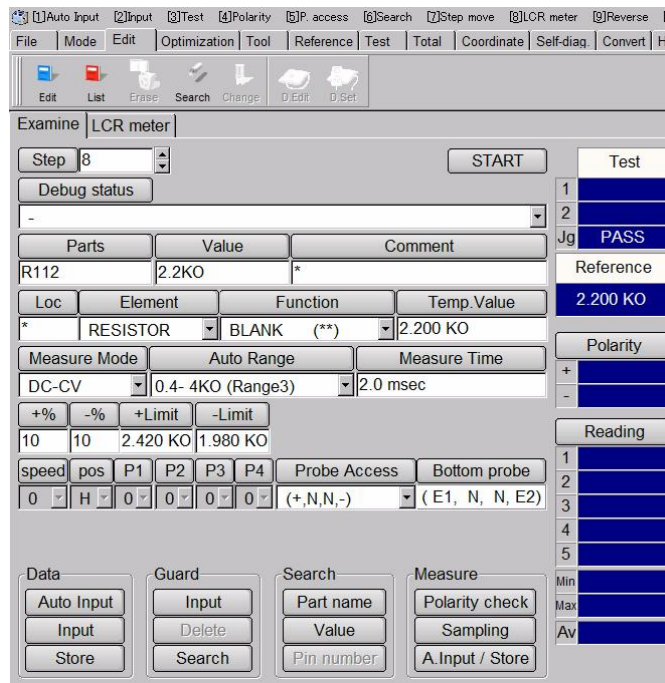 [1]Auto Input [2]Input [3]Test [4]Polarity [5]P. access [6]Search [7]Step move [8]LCR meter [9]Reverse
File Mode Edit Optimization Tool Reference Test Total Coordinate Self-diag. Convert H
Edit List Erase Search Change D.Edit D.Set
Examine LCR meter
Step 8 START Test
Debug status 1
- 2
Parts Value Comment Jg PASS
R112 2.2KO * Reference
Loc Element Function Temp.Value 2.200 KO
* RESISTOR BLANK (**) 2.200 KO
Measure Mode Auto Range Measure Time Polarity
DC-CV 0.4- 4KO (Range3) 2.0 msec +
+% -% +Limit -Limit -
10 10 2.420 KO 1.980 KO Reading
speed pos P1 P2 P3 P4 Probe Access Bottom probe 1
0 H 0 0 0 0 (+,N,N,-) ( E1, N, N, E2) 2
3
4
5
Data Guard Search Measure Min
Auto Input Input Part name Polarity check Max
Input Delete Value Sampling Av
Store Search Pin number A.Input / Store